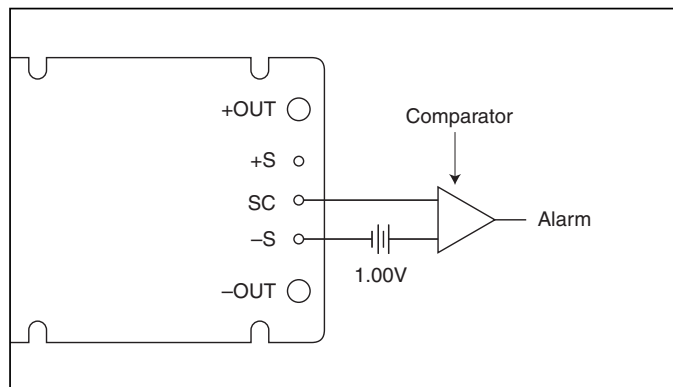 +OUT
Comparator
+S
SC
Alarm
–S
1.00V
–OUT